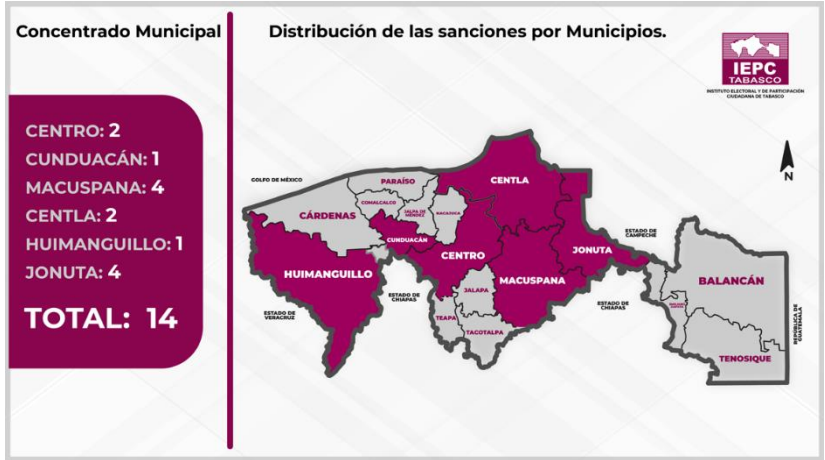 Concentrado Municipal
CENTRO: 2
CUNDUACÁN: 1
MACUSPANA: 4
CENTLA: 2
HUIMANGUILLO: 1
JONUTA: 4
TOTAL: 14
Distribución de las sanciones por Municipios.
IEPC
TABASCO
INSTITUTO ELECTORAL Y DE PARTICIPACIÓN
CIUDADANA DE TABASCO
N
GOLFO DE MÉXICO
PARAÍSO
CENTLA
COMALCALCO
CÁRDENAS
JALPA DE
MÉNDEZ
NACAJUCA
CUNDUACÁN
ESTADO DE
CAMPECHE
CENTRO
JONUTA
HUIMANGUILLO
MACUSPANA
BALANCÁN
JALAPA
ESTADO DE
CHIAPAS
ESTADO DE
CHIAPAS
ESTADO DE
VERACRUZ
TEAPA
TACOTALPA
REPÚBLICA DE
GUATEMALA
TENOSIQUE